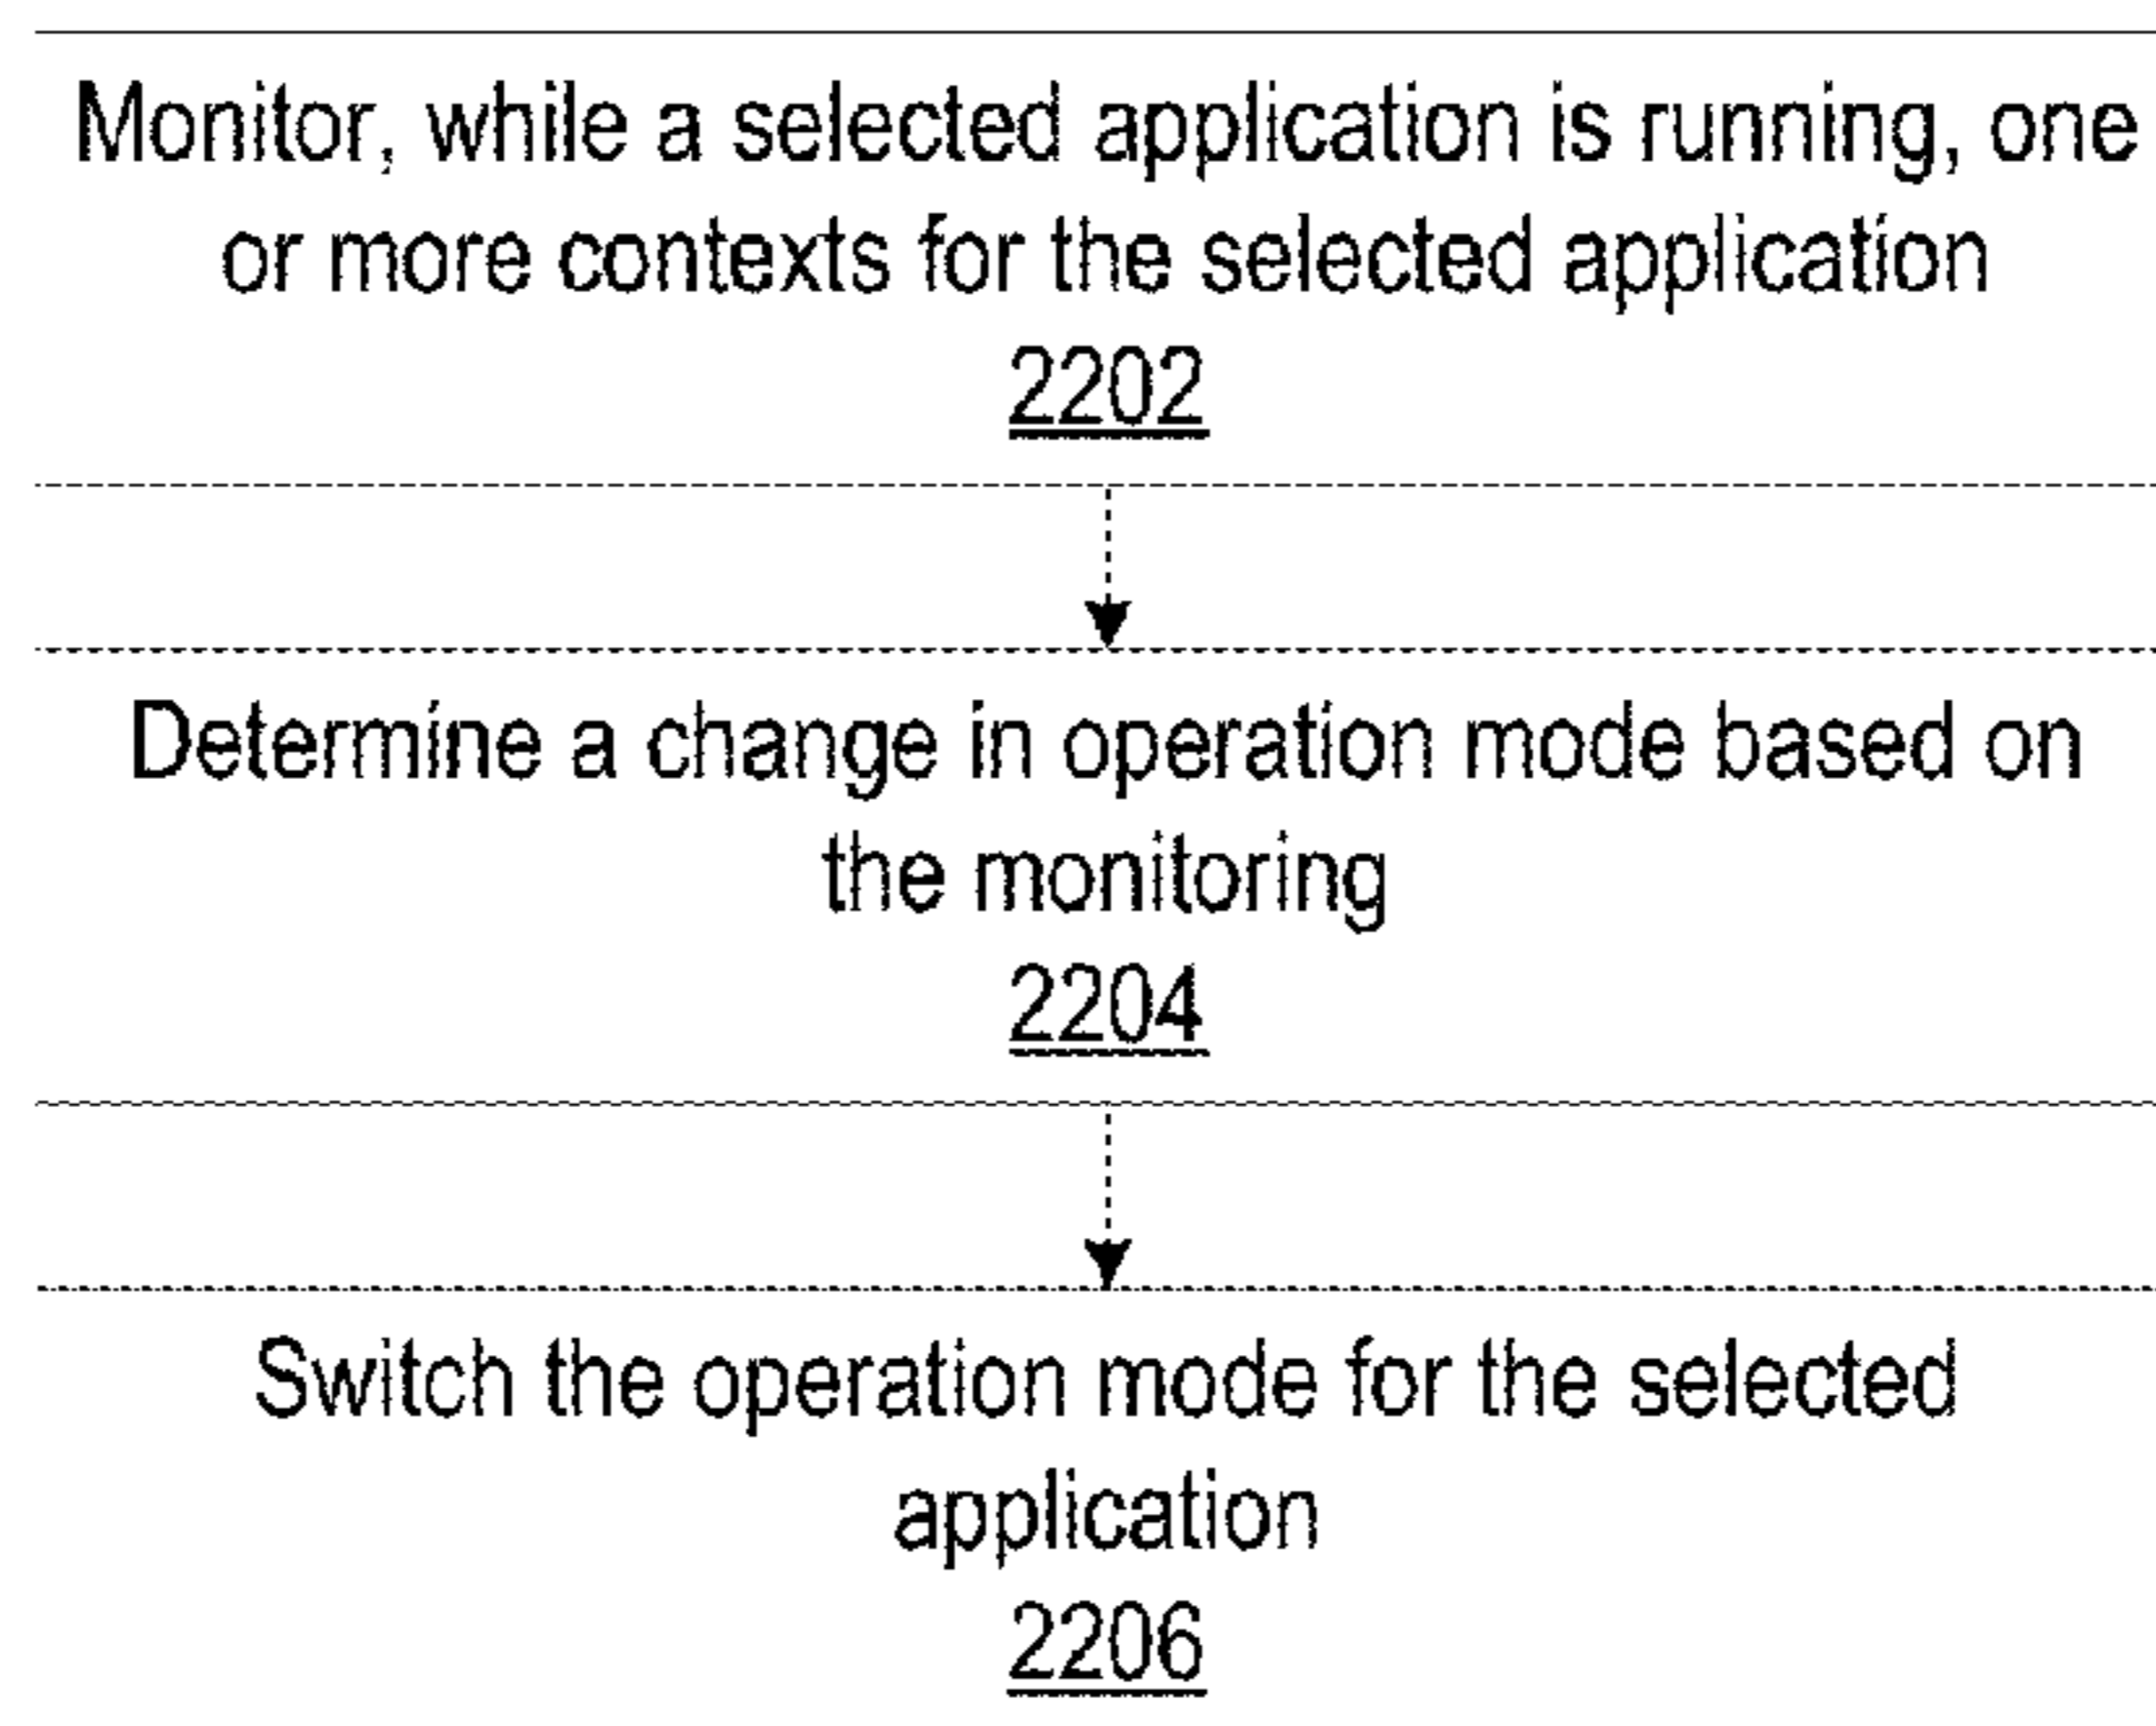 Monitor, while a selected application is running, one
or more contexts for the selected application
2202
Determine a change in operation mode based on
the monitoring
2204
Switch the operation mode for the selected
application
2206